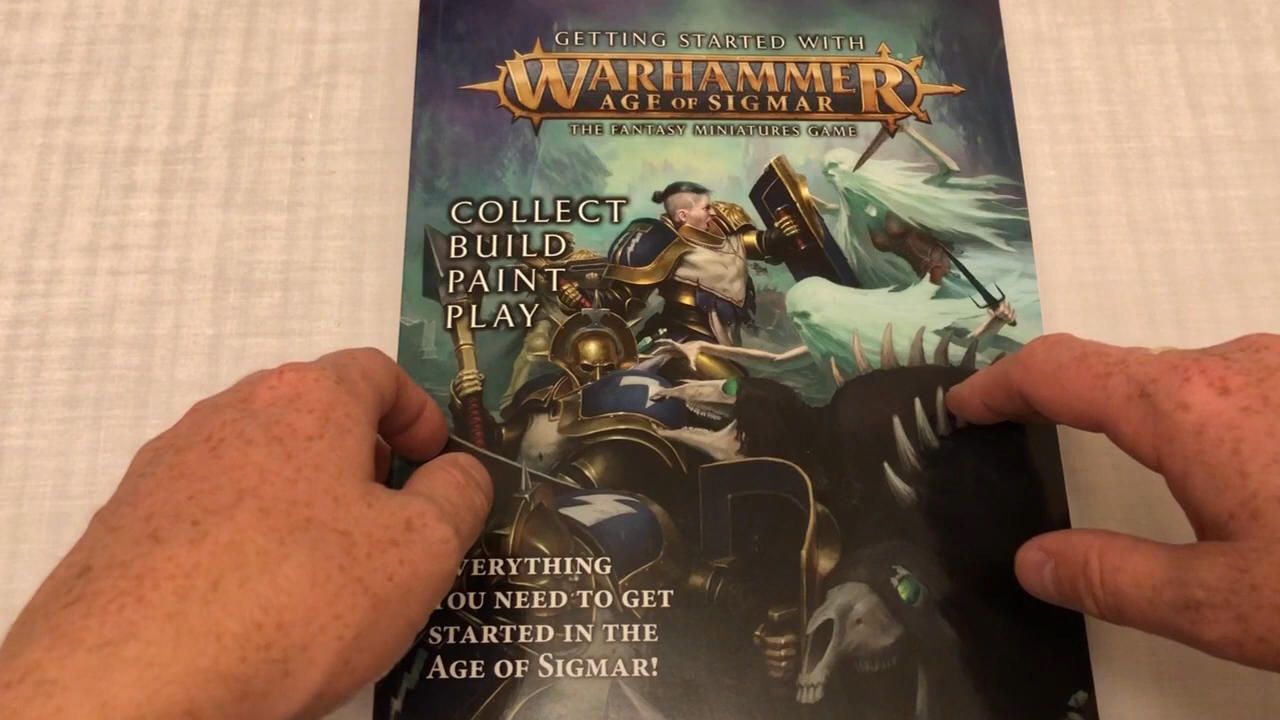 GETTING STARTED WITH
WARHAMMER
AGE OF SIGMAR
THE FANTASY MINIATURES GAME
COLLECT
BUILD
PAINT
PLAY
VERYTHING
YOU NEED TO GET
STARTED IN THE
AGE OF SIGMAR!